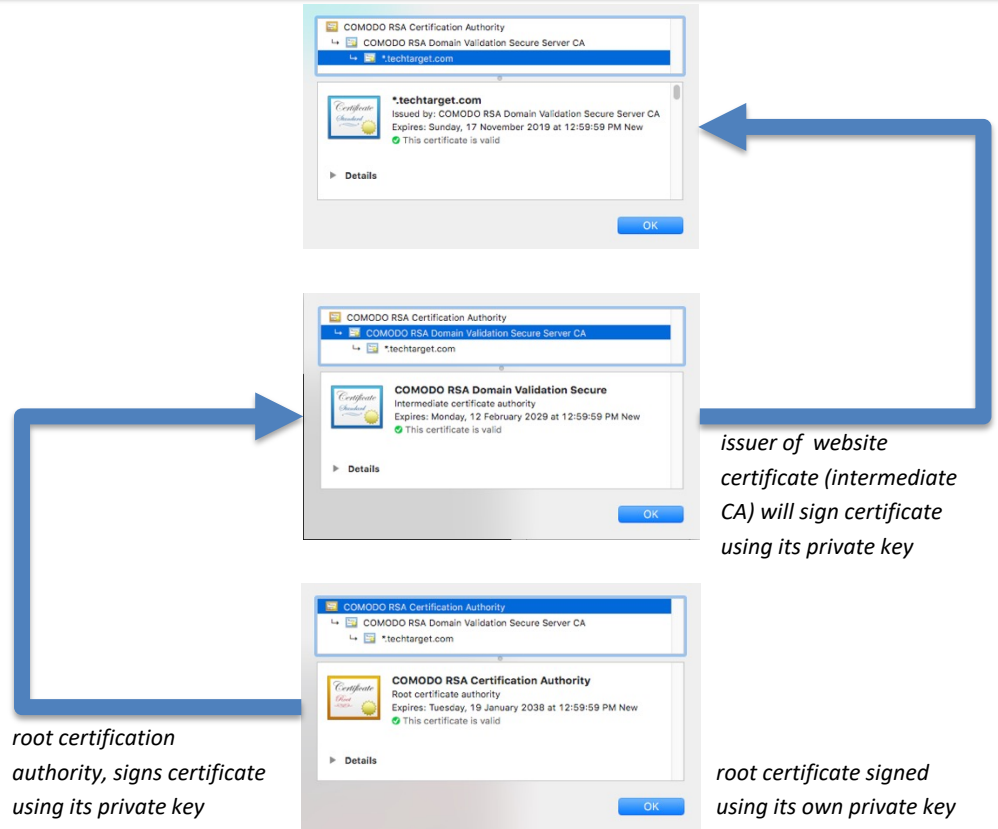 COMODO RSA Certification Authority
↳ COMODO RSA Domain Validation Secure Server CA
↳ *.techtarget.com
Certificate
Standard
*.techtarget.com
Issued by: COMODO RSA Domain Validation Secure Server CA
Expires: Sunday, 17 November 2019 at 12:59:59 PM New
This certificate is valid
Details
OK
COMODO RSA Certification Authority
↳ COMODO RSA Domain Validation Secure Server CA
↳ *.techtarget.com
Certificate
Standard
COMODO RSA Domain Validation Secure
Intermediate certificate authority
Expires: Monday, 12 February 2029 at 12:59:59 PM New
This certificate is valid
Details
OK
issuer of website
certificate (intermediate
CA) will sign certificate
using its private key
COMODO RSA Certification Authority
↳ COMODO RSA Domain Validation Secure Server CA
↳ *.techtarget.com
Certificate
Root
COMODO RSA Certification Authority
Root certificate authority
Expires: Tuesday, 19 January 2038 at 12:59:59 PM New
This certificate is valid
Details
OK
root certification
authority, signs certificate
using its private key
root certificate signed
using its own private key